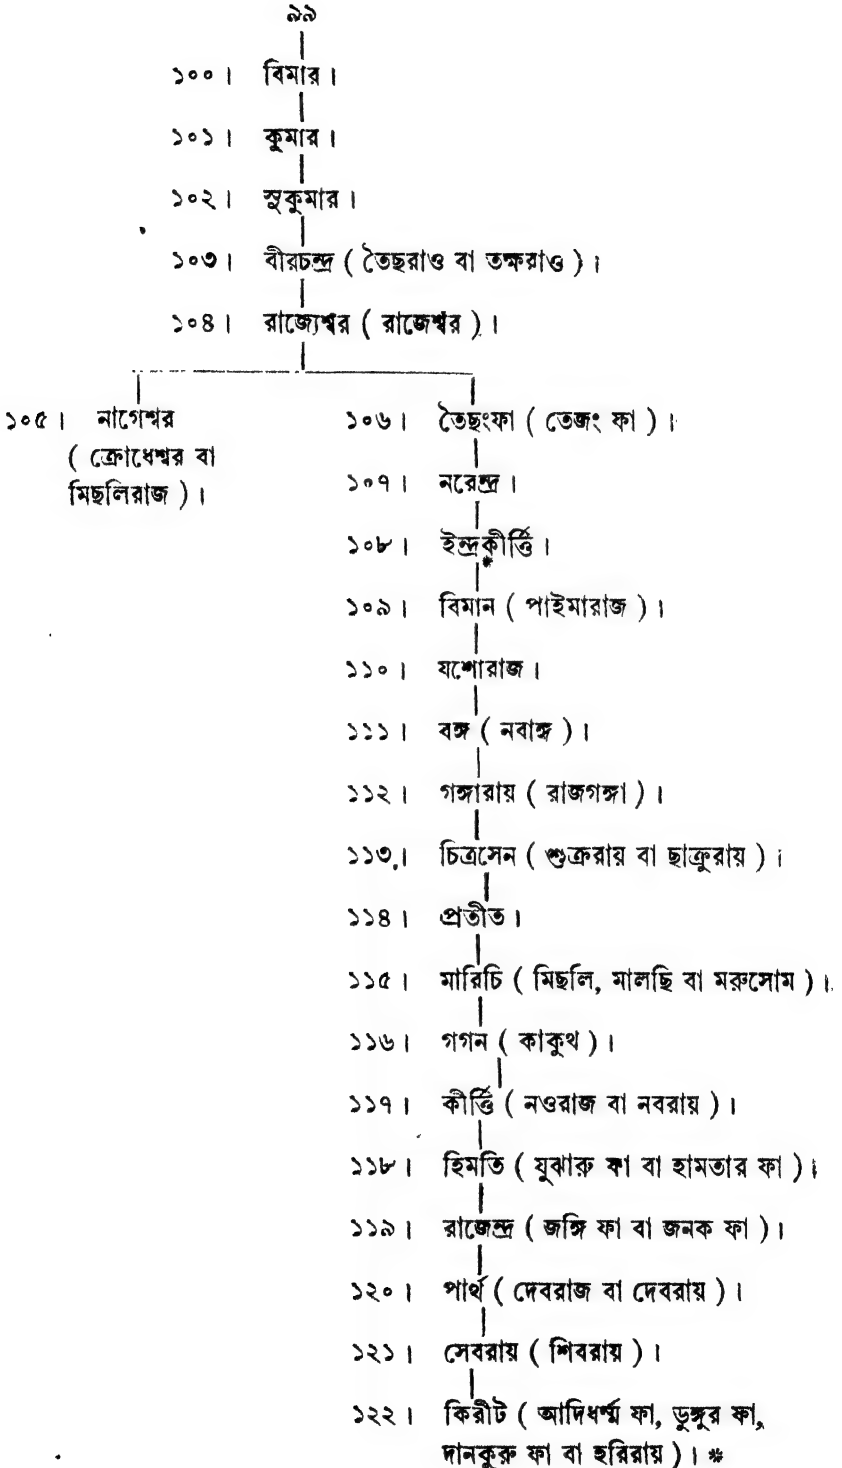 ৯৯
১০০। বিমার।
১০১। কুমার।
১০২। সুকুমার।
১০৩। বীরচন্দ্র ( তৈছরাও বা তক্ষরাও )।
১০৪। রাজ্যেশ্বর ( রাজেশ্বর )।
১০৫। নাগেশ্বর
( ক্রোধেশ্বর বা
মিছলিরাজ )।
১০৬। তৈছংফা ( তেজং ফা )।
১০৭। নরেন্দ্র।
১০৮। ইন্দ্রকীর্ত্তি।
*
১০৯। বিমান ( পাইমারাজ )।
১১০। যশোরাজ।
১১১। বঙ্গ ( নবাঙ্গ )।
১১২। গঙ্গারায় ( রাজগঙ্গা )।
১১৩। চিত্রসেন ( শুক্ররায় বা ছাক্রুরায় )।
১১৪। প্রতীত।
১১৫। মারিচি ( মিছলি, মালছি বা মরুসোম )।
১১৬। গগন ( কাকুথ )।
১১৭। কীর্ত্তি ( নওরাজ বা নবরায় )।
১১৮। হিমতি ( যুঝারু ফা বা হামতার ফা )।
১১৯। রাজেন্দ্র ( জঙ্গি ফা বা জনক ফা )।
১২০। পার্থ ( দেবরাজ বা দেবরায় )।
১২১। সেবরায় ( শিবরায় )।
১২২। কিরীট ( আদিধর্ম্ম ফা, ডুঙ্গুর ফা,
দানকুরু ফা বা হরিরায় )। *